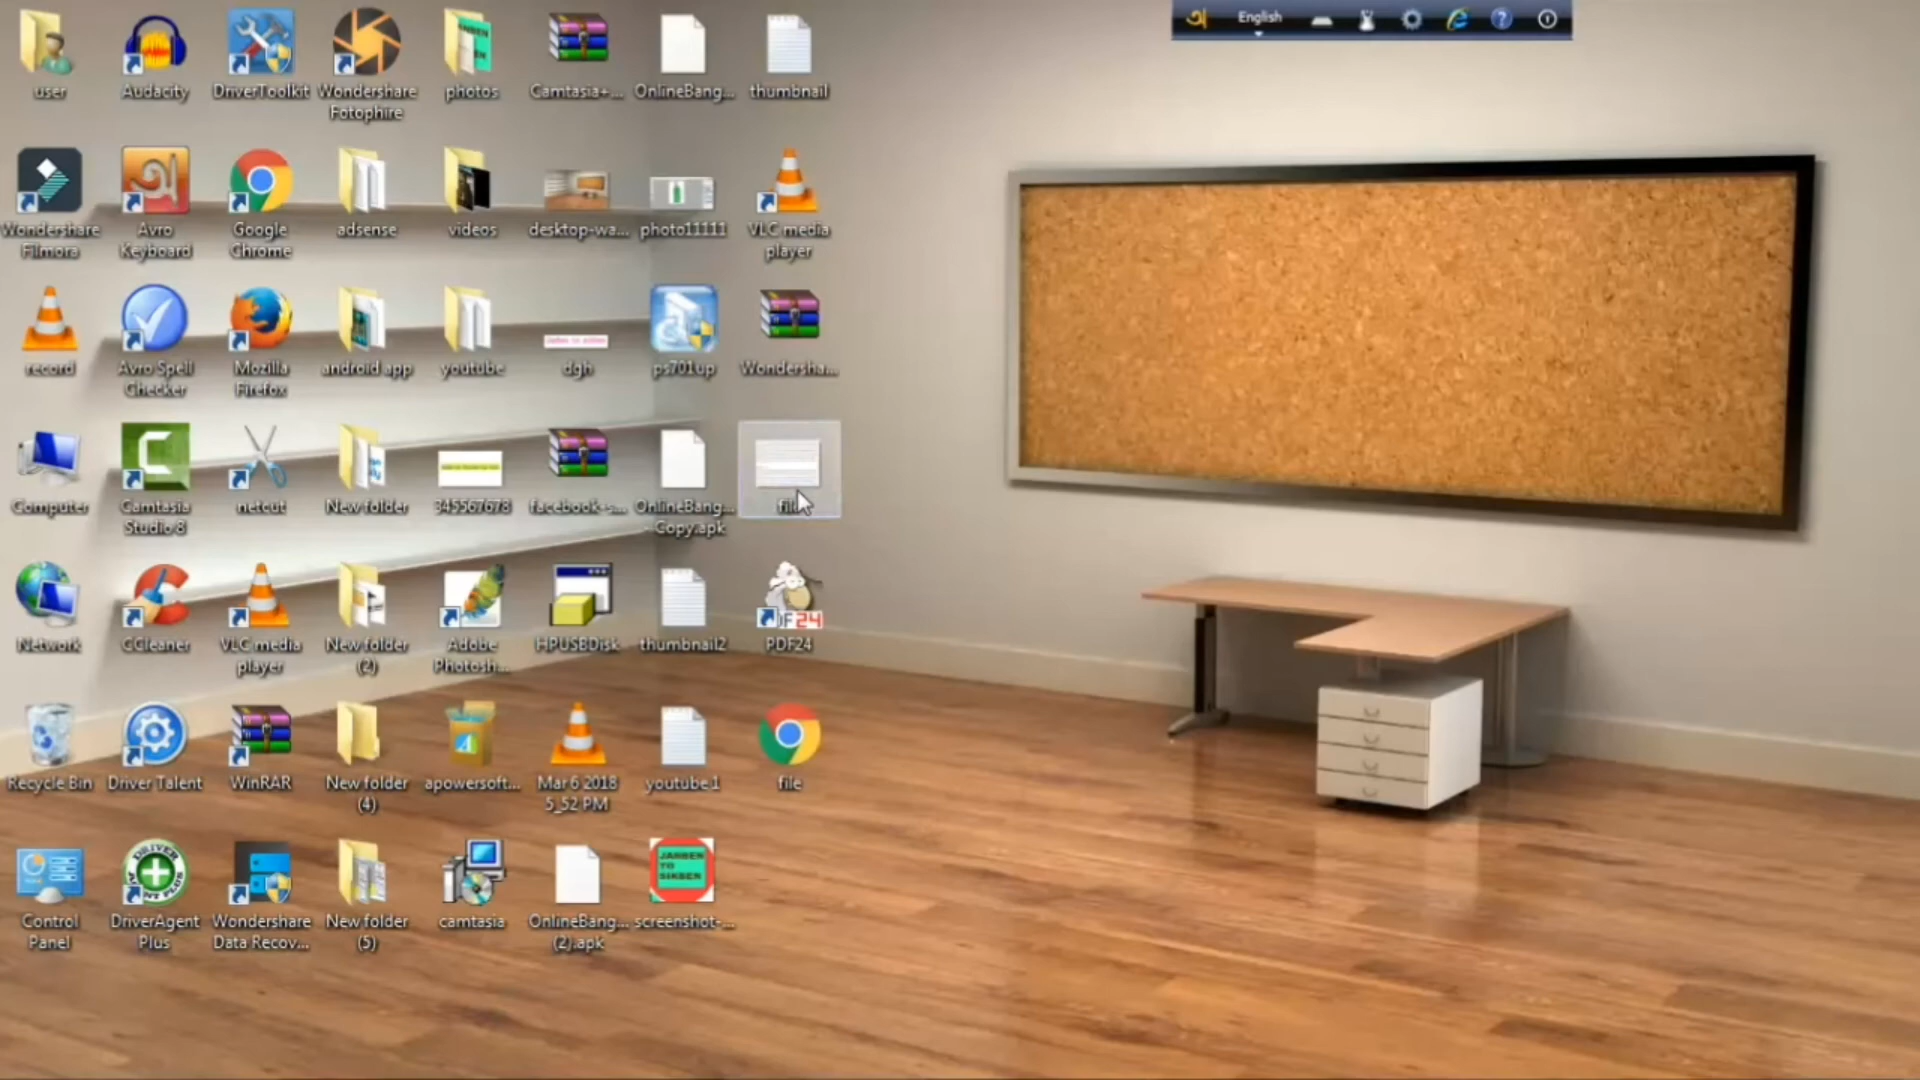 English
user
Audacity
DriverToolkit
Wondershare
Fotophire
photos
Camtasia+...
OnlineBang...
thumbnail
Wondershare
Filmora
Avro
Keyboard
Google
Chrome
adsense
videos
desktop-wa...
photo11111
VLC media
player
record
Avro Spell
Checker
Mozilla
Firefox
android app
youtube
dgh
ps701up
Wondersha...
Computer
Camtasia
Studio 8
netcut
New folder
345567678
facebook-s...
OnlineBang...
- Copy.apk
Network
CCleaner
VLC media
player
New folder
(2)
Adobe
Photosh...
HPUSBDisk
thumbnail2
PDF24
Recycle Bin
Driver Talent
WinRAR
New folder
(4)
apowersoft...
Mar 6 2018
5_52 PM
youtube1
file
Control
Panel
DriverAgent
Plus
Wondershare
Data Recov...
New folder
(5)
camtasia
OnlineBang...
(2).apk
JANBEN
TO
SIKBEN
screenshot-...